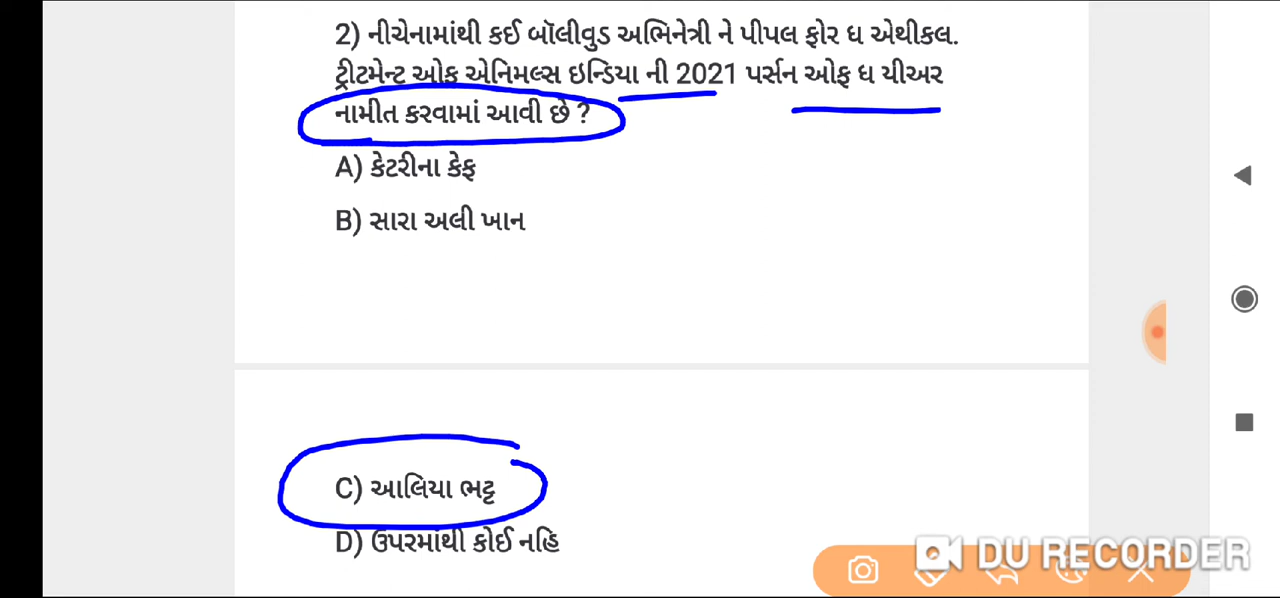 2) નીચેનામાંથી કઈ બૉલીવુડ અભિનેત્રી ને પીપલ ફોર ધ એથીકલ.
ટ્રીટમેન્ટ ઓફ એનિમલ્સ ઇન્ડિયા ની 2021 પર્સન ઓફ ધ યીઅર
નામીત કરવામાં આવી છે ?
A) કેટરીના કેફ
B) સારા અલી ખાન
C) આલિયા ભટ્ટ
D) ઉપરમાંથી કોઈ નહિ
DU RECORDER